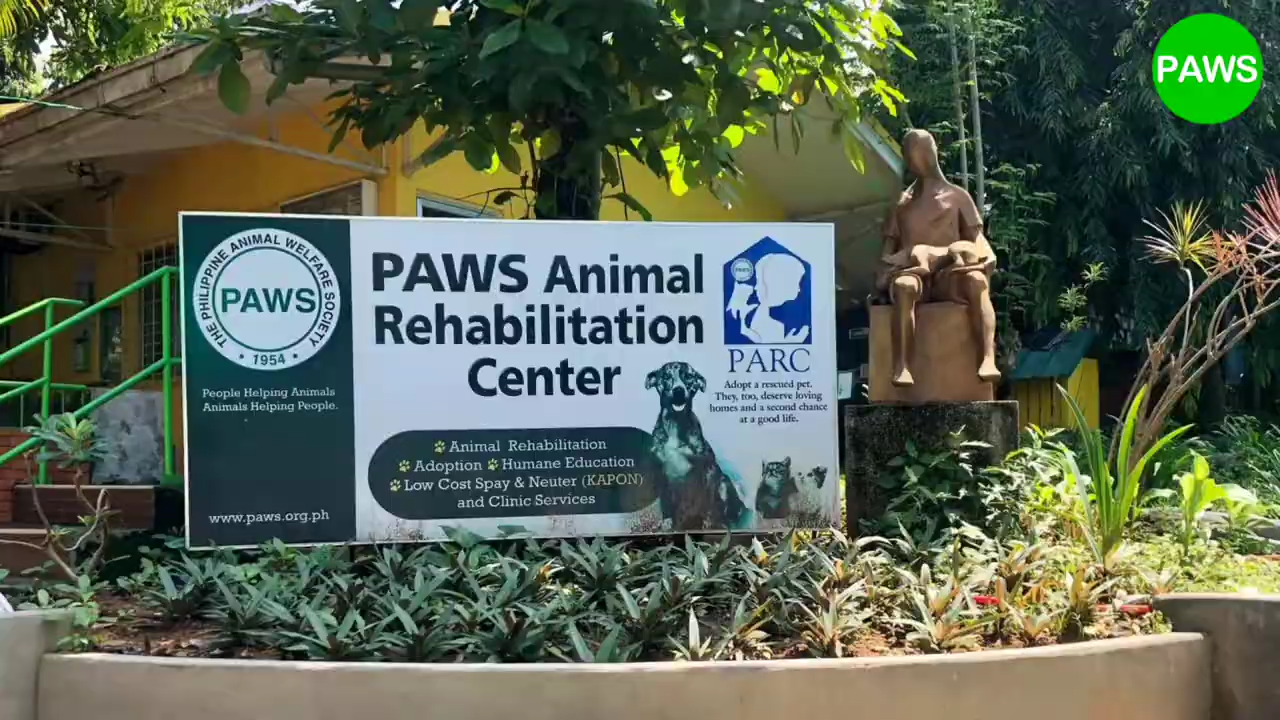 PAWS
THE PHILIPPINE ANIMAL WELFARE SOCIETY
PAWS
• 1954 •
People Helping Animals
Animals Helping People.
www.paws.org.ph
PAWS Animal
Rehabilitation
Center
Animal Rehabilitation
Adoption Humane Education
Low Cost Spay & Neuter (KAPON)
and Clinic Services
PARC
Adopt a rescued pet.
They, too, deserve loving
homes and a second chance
at a good life.